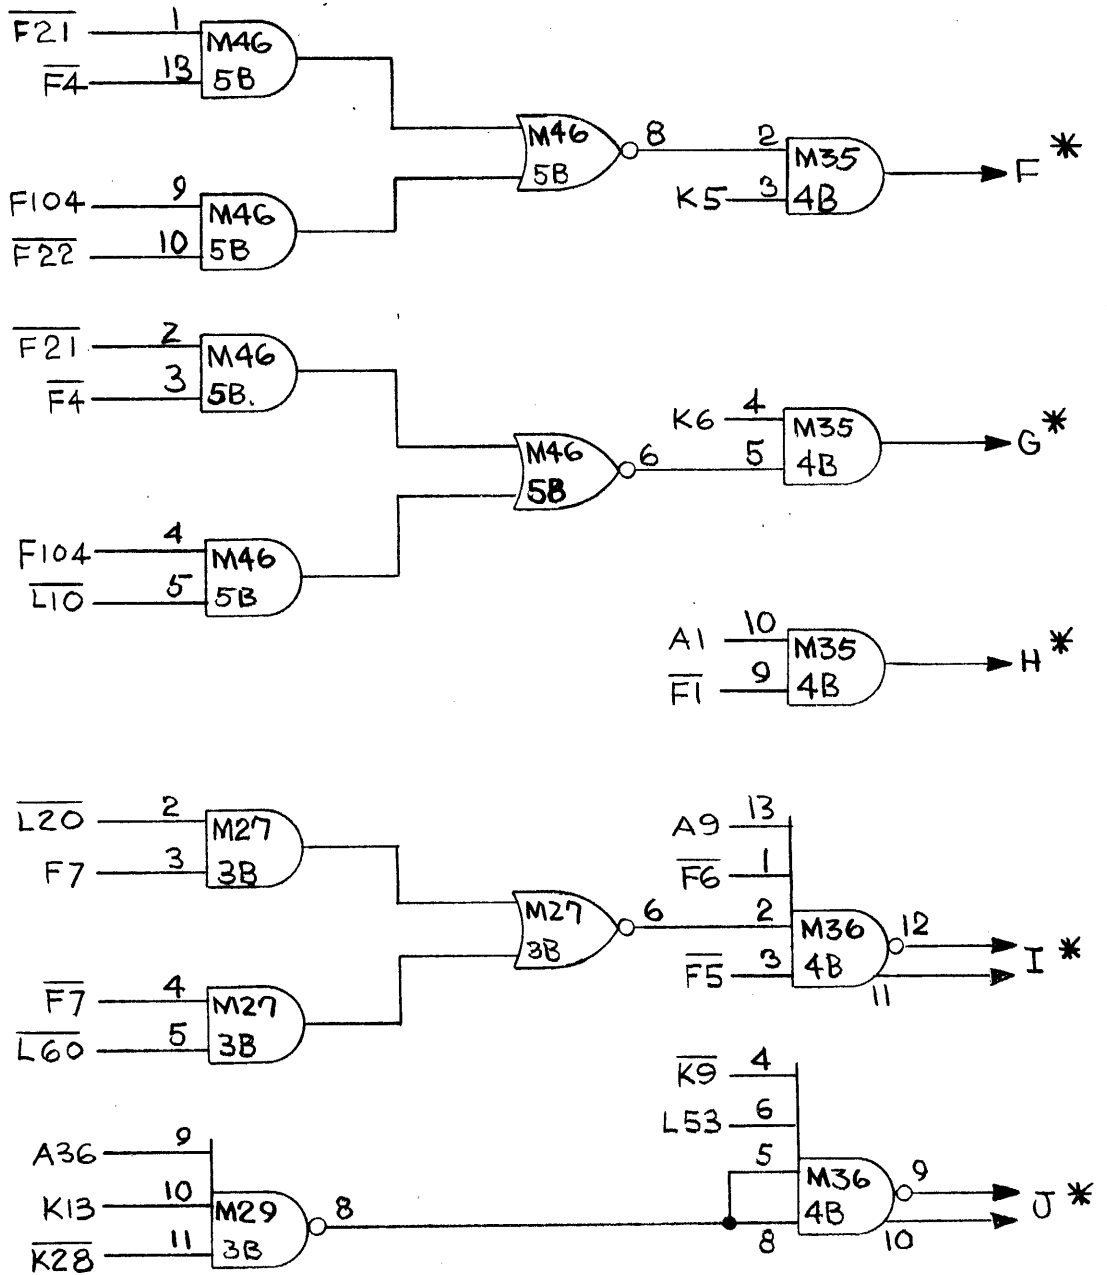 F21 1 M46
F4 13 5B
M46 8 2 M35 F*
5B K5 3 4B
F104 9 M46
F22 10 5B
F21 2 M46
F4 3 5B.
K6 4 M35 G*
M46 6 5 4B
5B
F104 4 M46
L10 5 5B
A1 10 M35 H*
F1 9 4B
L20 2 M27
F7 3 3B
A9 13
F6 1
M27 6 2 M36 12 I*
3B F5 3 4B 11
F7 4 M27
L60 5 3B
K9 4
L53 6
A36 9
5 M36 9 J*
K13 10 M29 8 4B
K28 11 3B 8 10